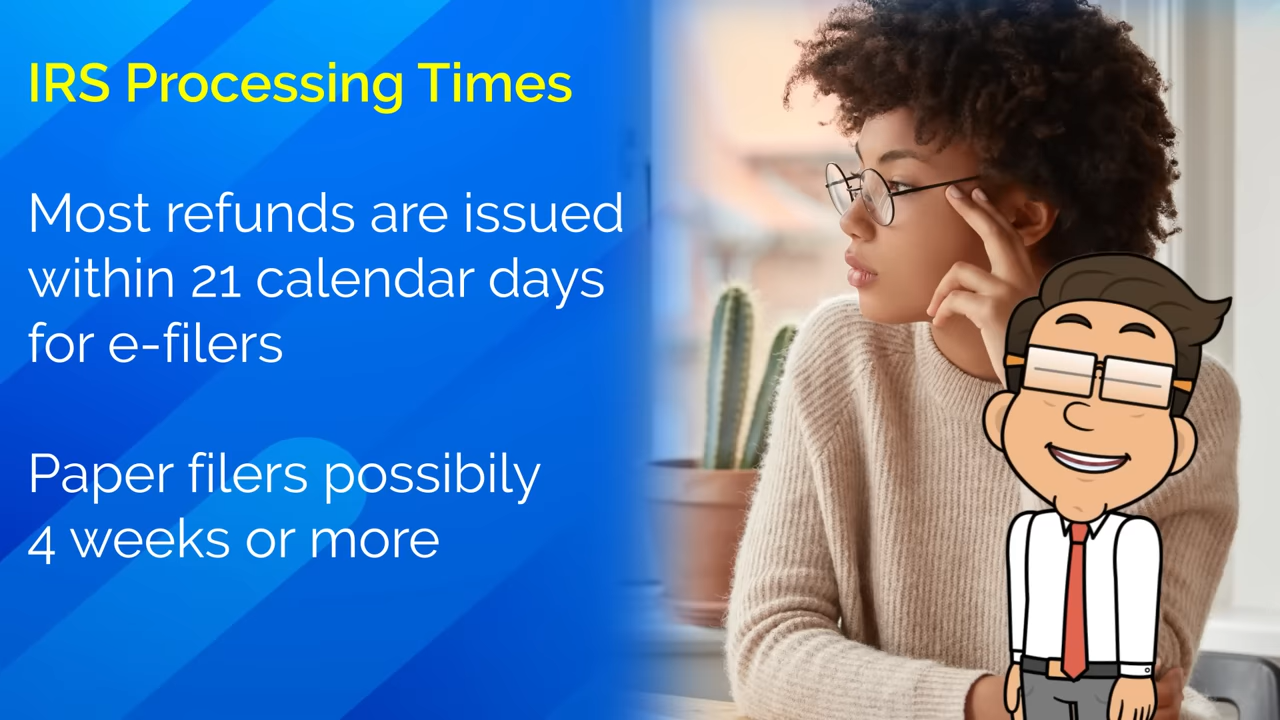 IRS Processing Times
Most refunds are issued
within 21 calendar days
for e-filers
Paper filers possibily
4 weeks or more